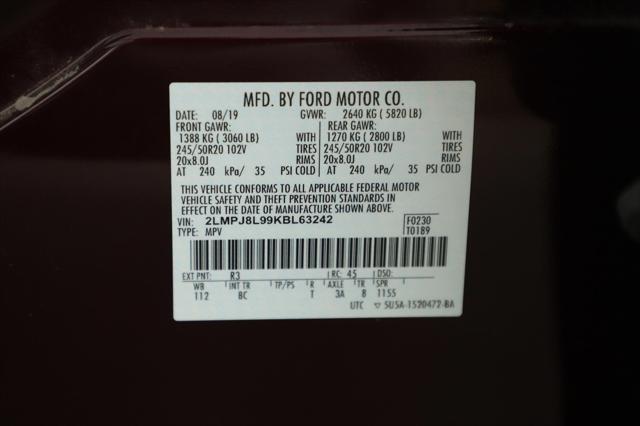 MFD. BY FORD MOTOR CO.
DATE: 08/19 GVWR: 2640 KG ( 5820 LB)
FRONT GAWR: REAR GAWR:
1388 KG ( 3060 LB) WITH 1270 KG ( 2800 LB) WITH
245/50R20 102V TIRES 245/50R20 102V TIRES
20x8.0J RIMS 20x8.0J RIMS
AT 240 kPa/ 35 PSI COLD AT 240 kPa/ 35 PSI COLD
THIS VEHICLE CONFORMS TO ALL APPLICABLE FEDERAL MOTOR
VEHICLE SAFETY AND THEFT PREVENTION STANDARDS IN
EFFECT ON THE DATE OF MANUFACTURE SHOWN ABOVE.
VIN: 2LMPJ8L99KBL63242 F0230
TYPE: MPV T0189
EXT PNT: R3 RC: 45 DSO:
WB INT TR TP/PS R AXLE TR SPR
112 BC T 3A 8 1155
UTC ▽ 5U5A-1520472-BA